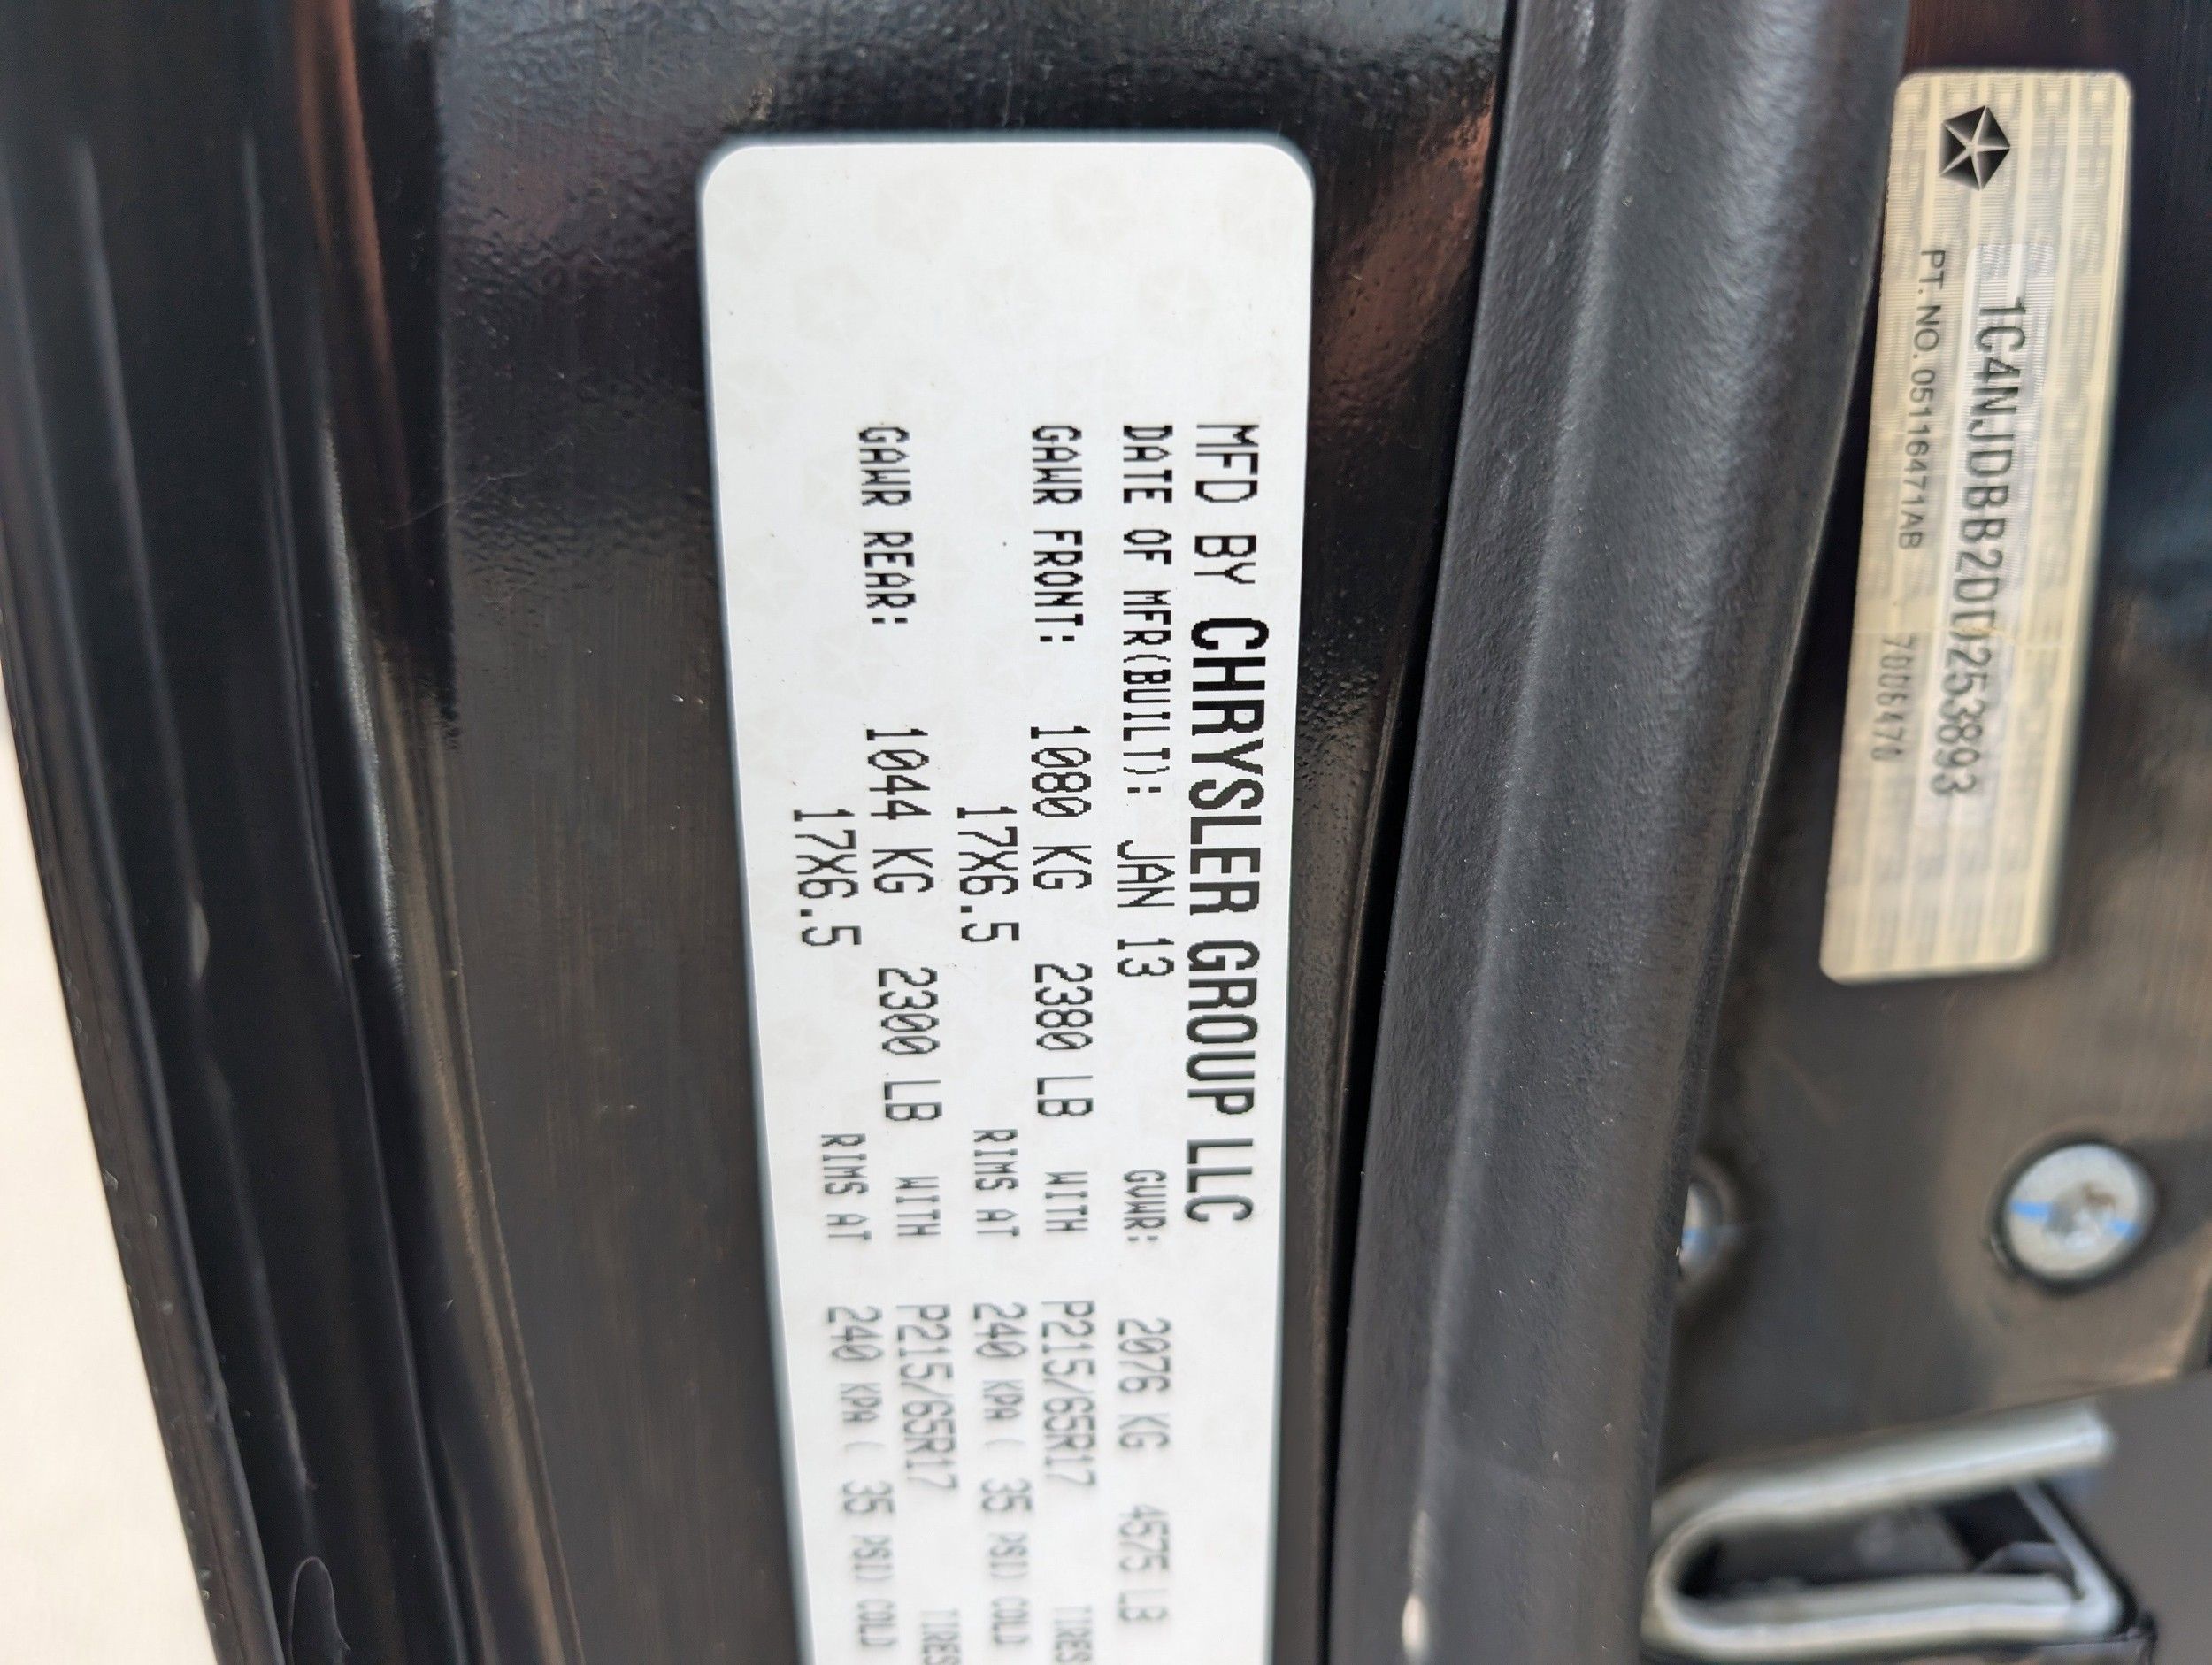 MFD BY CHRYSLER GROUP LLC
DATE OF MFR(BUILT): JAN 13 GVWR: 2076 KG 4575 LB
GAWR FRONT: 1080 KG 2380 LB WITH P215/65R17 TIRES
17X6.5 RIMS AT 240 KPA ( 35 PSI) COLD
GAWR REAR: 1044 KG 2300 LB WITH P215/65R17 TIRES
17X6.5 RIMS AT 240 KPA ( 35 PSI) COLD
1C4NJDBB2DD253893
PT. NO. 05116471AB 7006478